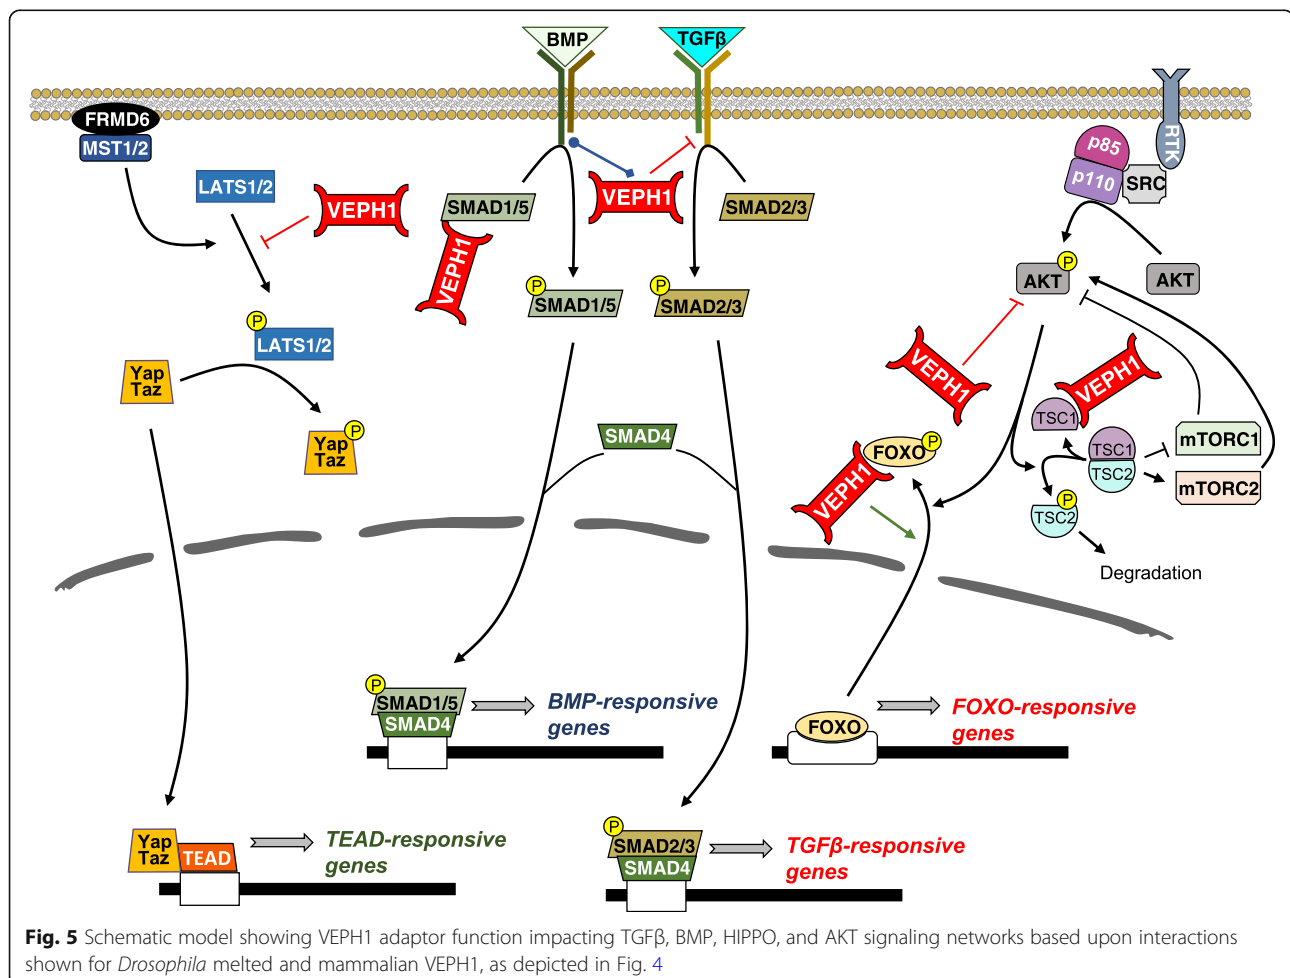 BMP
TGFβ
FRMD6
MST1/2
RTK
p85
p110
SRC
LATS1/2
VEPH1
VEPH1
SMAD1/5
SMAD2/3
VEPH1
P
AKT
AKT
P
SMAD1/5
P
SMAD2/3
P
LATS1/2
Yap
Taz
VEPH1
VEPH1
TSC1
P
Yap
Taz
SMAD4
P
FOXO
VEPH1
TSC1
TSC2
mTORC1
mTORC2
P
TSC2
Degradation
P
SMAD1/5
SMAD4
BMP-responsive
genes
FOXO
FOXO-responsive
genes
Yap
Taz
TEAD
TEAD-responsive
genes
P
SMAD2/3
SMAD4
TGFβ-responsive
genes
Fig. 5 Schematic model showing VEPH1 adaptor function impacting TGFβ, BMP, HIPPO, and AKT signaling networks based upon interactions
shown for Drosophila melted and mammalian VEPH1, as depicted in Fig. 4